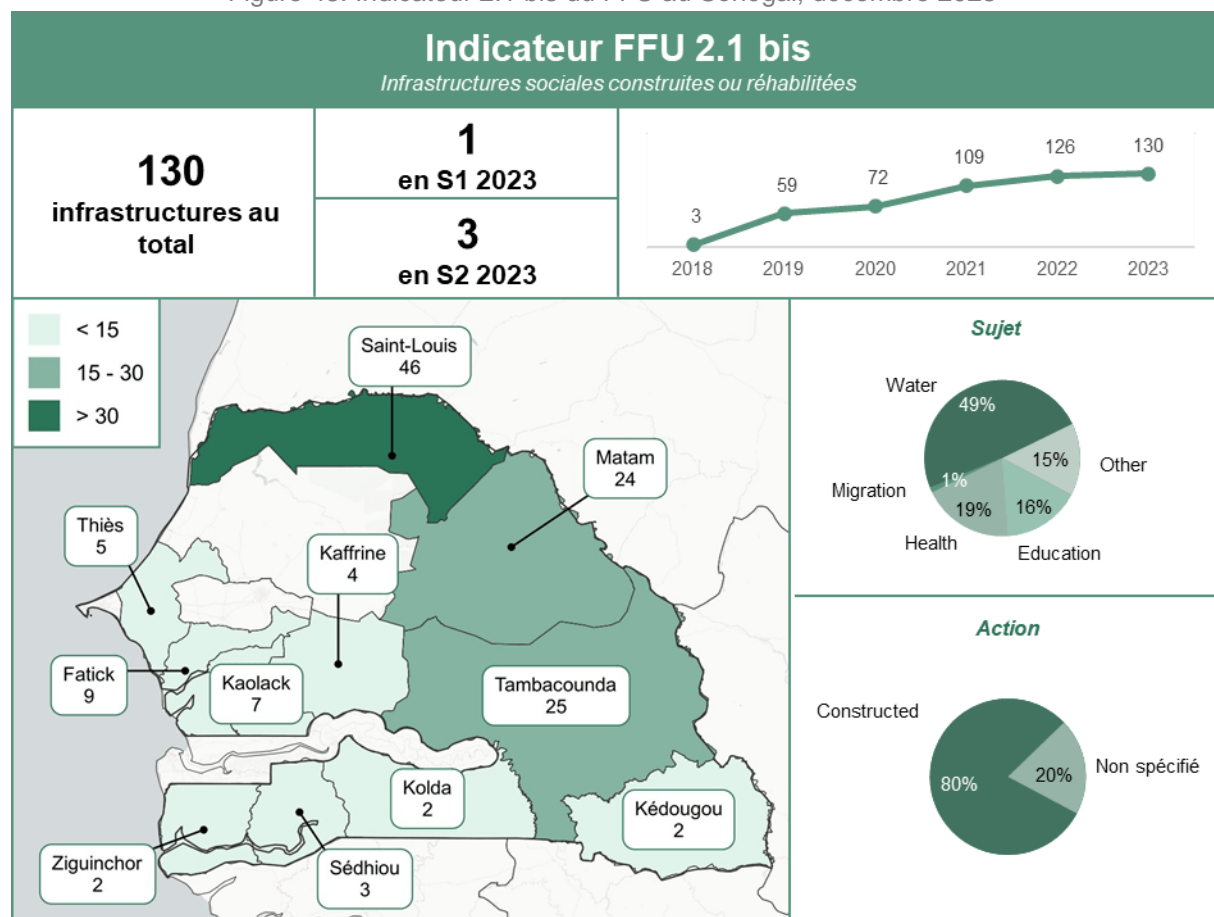 Indicateur FFU 2.1 bis
Infrastructures sociales construites ou réhabilitées
130
infrastructures au
total
1
en S1 2023
3
en S2 2023
3
59
72
109
126
130
2018
2019
2020
2021
2022
2023
< 15
15 - 30
> 30
Saint-Louis
46
Matam
24
Thiès
5
Kaffrine
4
Fatick
9
Kaolack
7
Tambacounda
25
Kolda
2
Kédougou
2
Ziguinchor
2
Sédhiou
3
Sujet
Water
49%
15%
Other
1%
Migration
19%
16%
Health
Education
Action
Constructed
80%
20%
Non spécifié